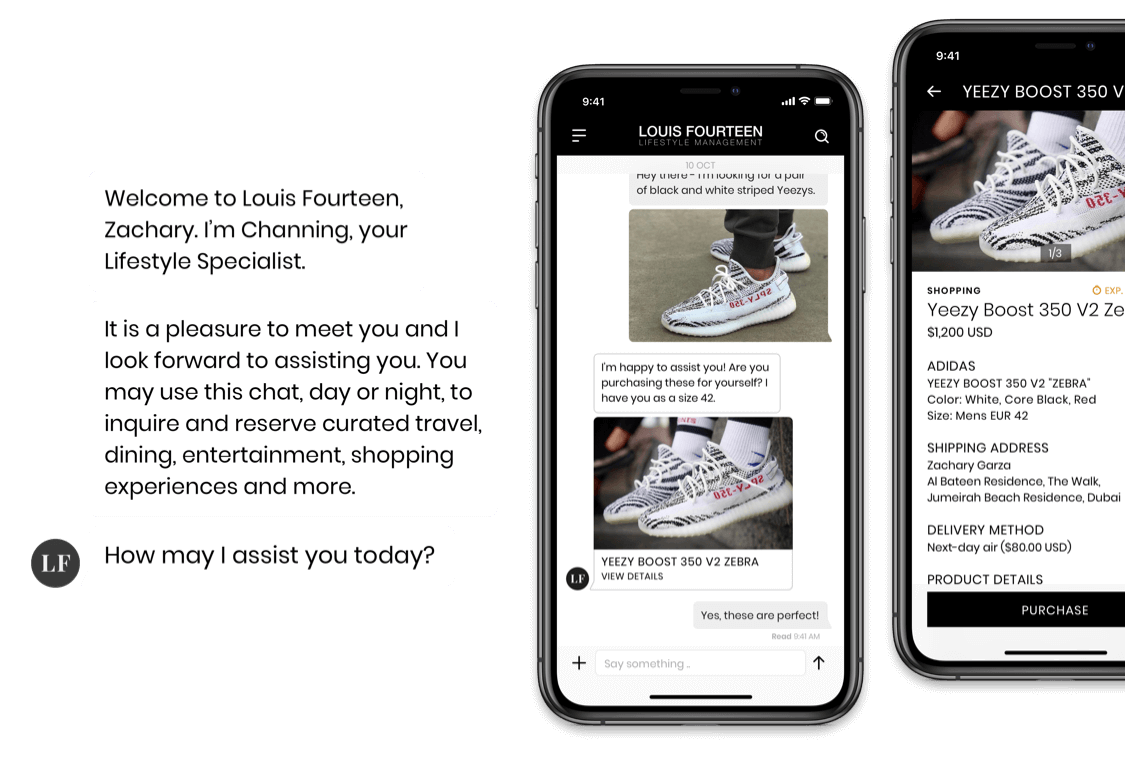 Welcome to Louis Fourteen,
Zachary. I'm Channing, your
Lifestyle Specialist.
It is a pleasure to meet you and I
look forward to assisting you. You
may use this chat, day or night, to
inquire and reserve curated travel,
dining, entertainment, shopping
experiences and more.
LF
How may I assist you today?
9:41
LOUIS FOURTEEN
LIFESTYLE MANAGEMENT
10 OCT
Hey there - I'm looking for a pair
of black and white striped Yeezys.
SPLY-350
I'm happy to assist you! Are you
purchasing these for yourself? I
have you as a size 42.
SPLY-350
YEEZY BOOST 350 V2 ZEBRA
VIEW DETAILS
LF
Yes, these are perfect!
Read 9:41 AM
Say something ..
9:41
YEEZY BOOST 350 V
1/3
SHOPPING
EXP.
Yeezy Boost 350 V2 Ze
$1,200 USD
ADIDAS
YEEZY BOOST 350 V2 "ZEBRA"
Color: White, Core Black, Red
Size: Mens EUR 42
SHIPPING ADDRESS
Zachary Garza
Al Bateen Residence, The Walk,
Jumeirah Beach Residence, Dubai
DELIVERY METHOD
Next-day air ($80.00 USD)
PRODUCT DETAILS
PURCHASE